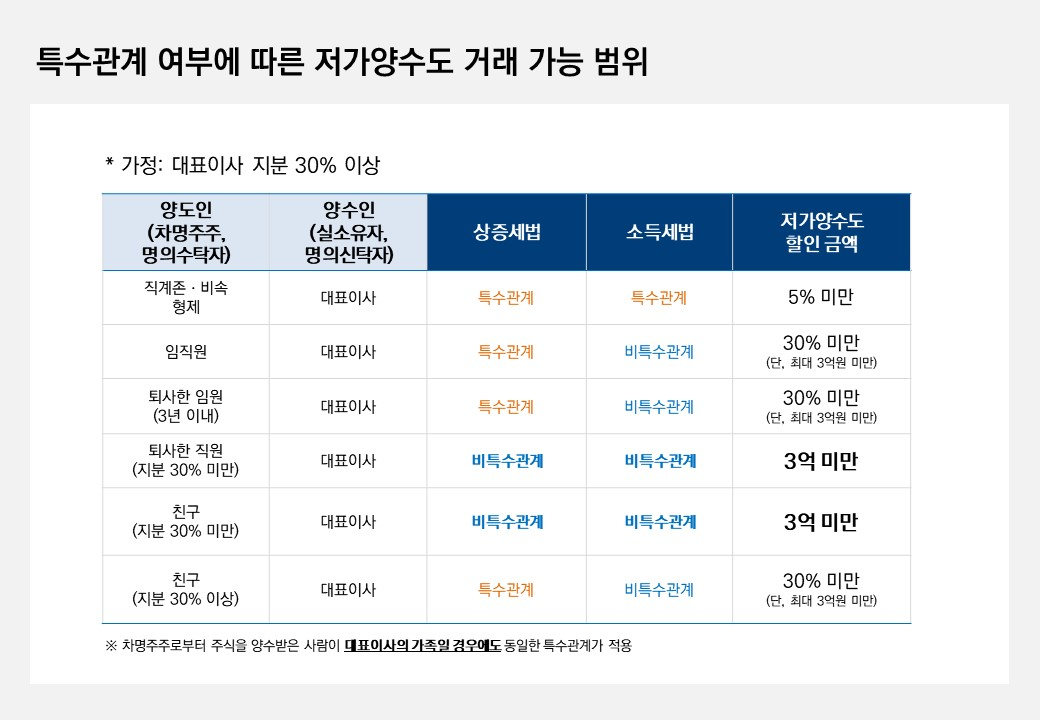 특수관계 여부에 따른 저가양수도 거래 가능 범위
* 가정: 대표이사 지분 30% 이상
양도인
(차명주주,
명의수탁자)
양수인
(실소유자,
명의신탁자)
상증세법
소득세법
저가양수도
할인 금액
직계존 · 비속
형제
대표이사
특수관계
특수관계
5% 미만
임직원
대표이사
특수관계
비특수관계
30% 미만
(단, 최대 3억원 미만)
퇴사한 임원
(3년 이내)
대표이사
특수관계
비특수관계
30% 미만
(단, 최대 3억원 미만)
퇴사한 직원
(지분 30% 미만)
대표이사
비특수관계
비특수관계
3억 미만
친구
(지분 30% 미만)
대표이사
비특수관계
비특수관계
3억 미만
친구
(지분 30% 이상)
대표이사
특수관계
비특수관계
30% 미만
(단, 최대 3억원 미만)
※ 차명주주로부터 주식을 양수받은 사람이 대표이사의 가족일 경우에도 동일한 특수관계가 적용